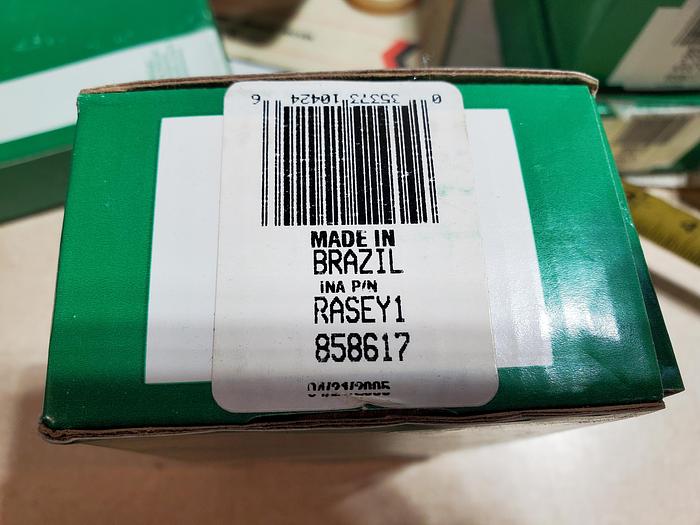 0 35373 10424 6
MADE IN
BRAZIL
INA P/N
RASEY1
858617
04/21/2005